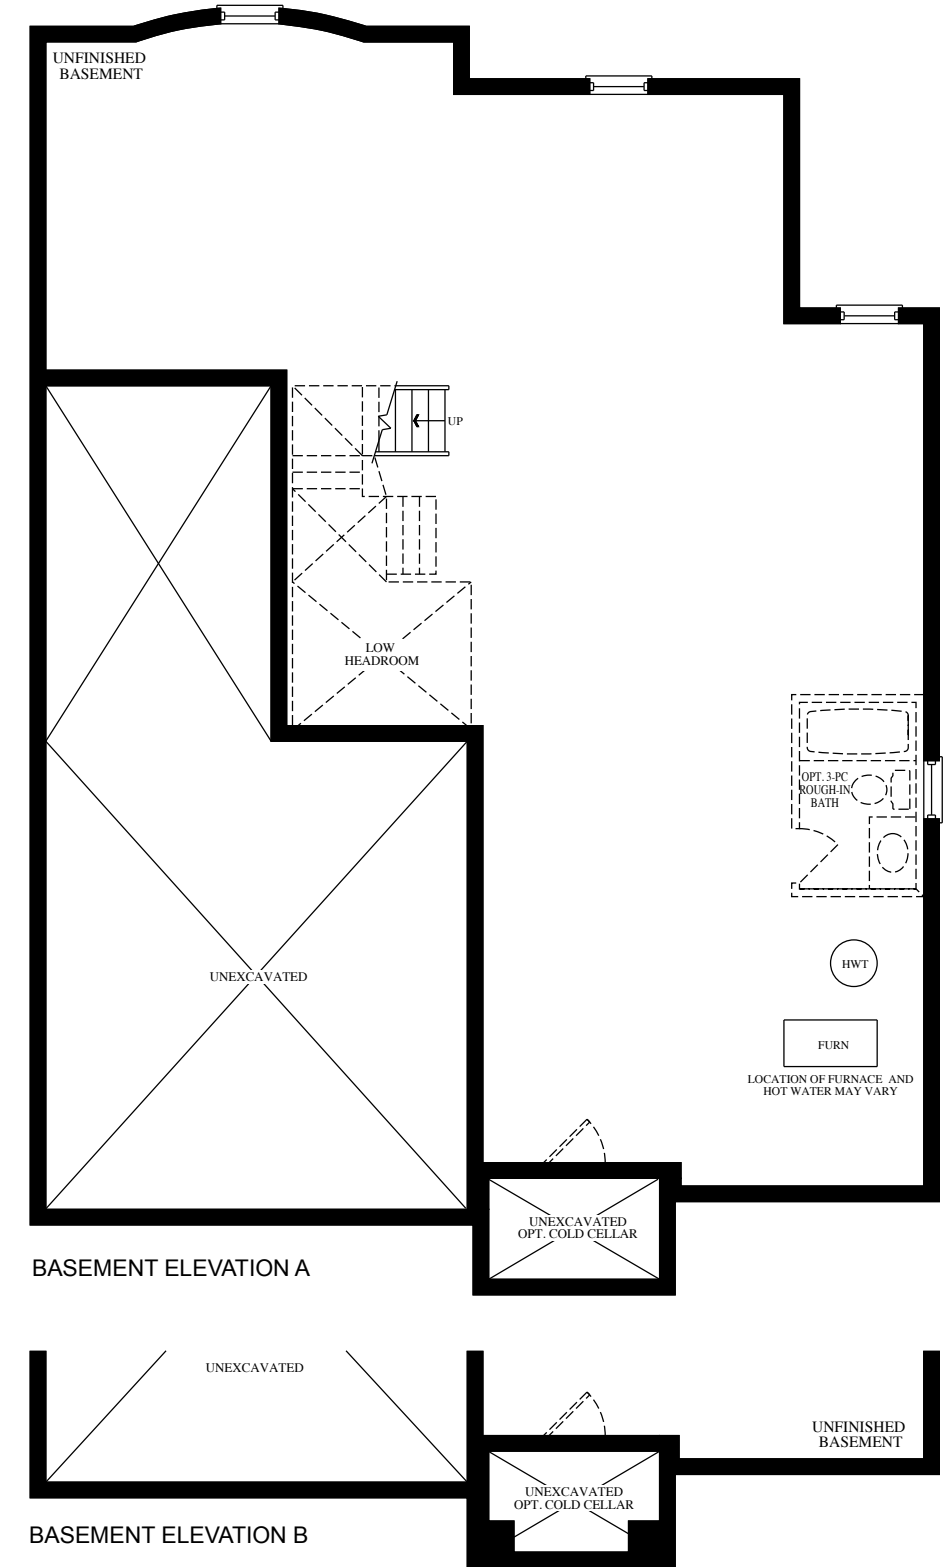 UNFINISHED
BASEMENT
UP
LOW
HEADROOM
OPT. 3-PC
ROUGH-IN
BATH
HWT
FURN
LOCATION OF FURNACE AND
HOT WATER MAY VARY
UNEXCAVATED
UNEXCAVATED
OPT. COLD CELLAR
BASEMENT ELEVATION A
UNEXCAVATED
UNFINISHED
BASEMENT
UNEXCAVATED
OPT. COLD CELLAR
BASEMENT ELEVATION B